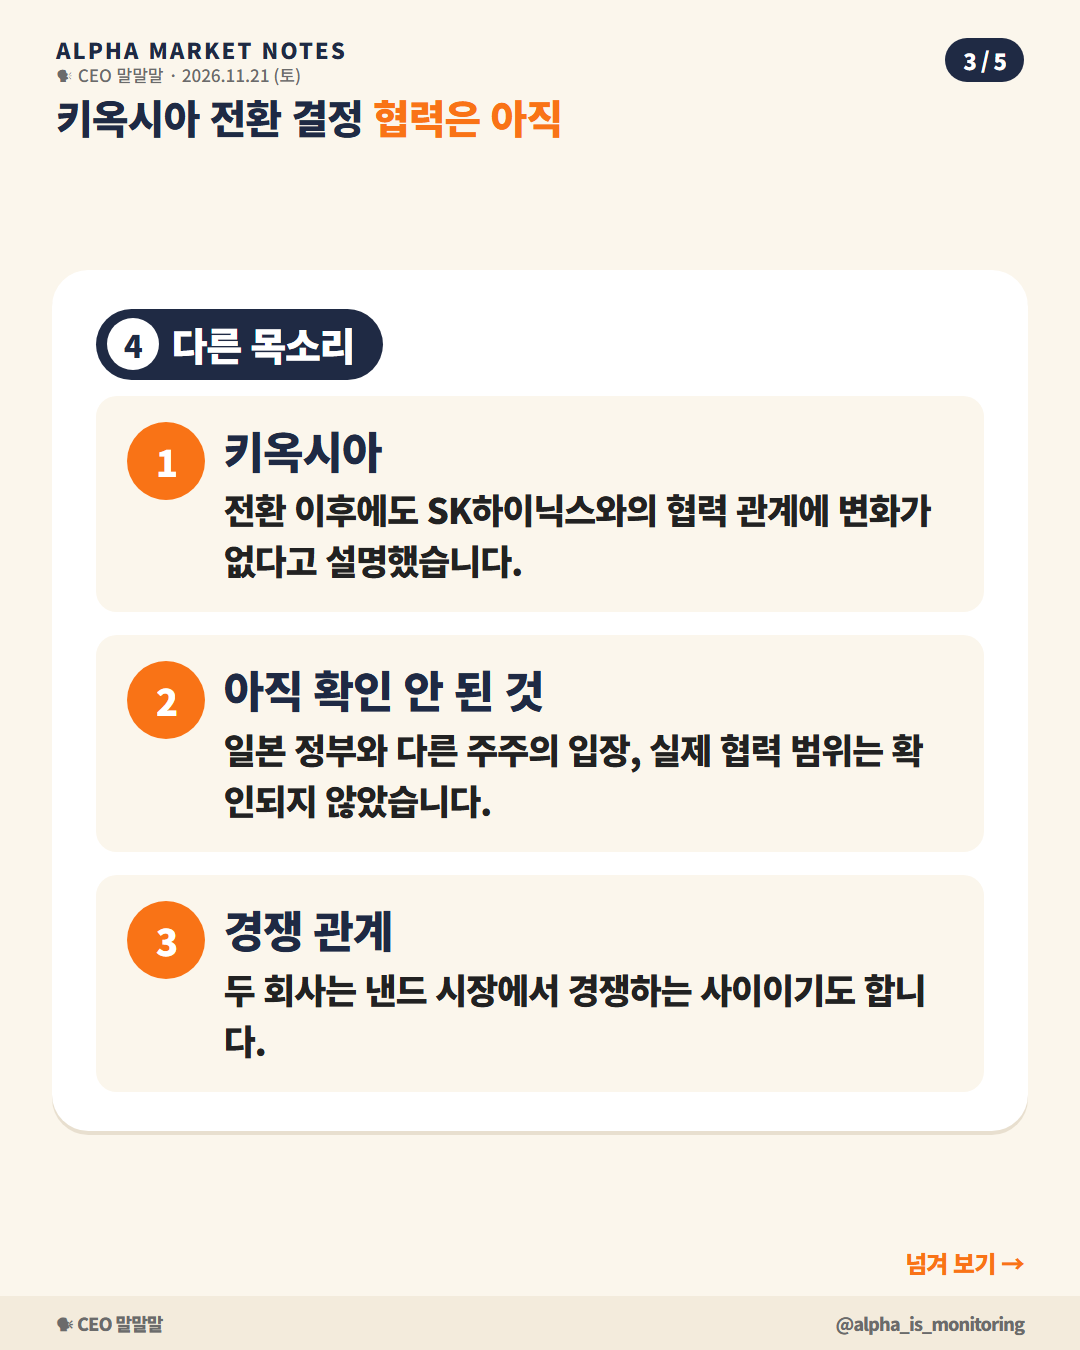 ALPHA MARKET NOTES
🗣 CEO 말말말 · 2026.11.21 (토)
3 / 5
키옥시아 전환 결정 협력은 아직
4 다른 목소리
1 키옥시아
전환 이후에도 SK하이닉스와의 협력 관계에 변화가
없다고 설명했습니다.
2 아직 확인 안 된 것
일본 정부와 다른 주주의 입장, 실제 협력 범위는 확
인되지 않았습니다.
3 경쟁 관계
두 회사는 낸드 시장에서 경쟁하는 사이이기도 합니
다.
넘겨 보기 →
🗣 CEO 말말말
@alpha_is_monitoring